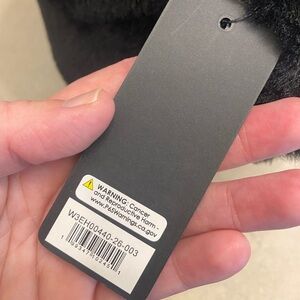 WARNING: Cancer
and Reproductive Harm -
www.P65Warnings.ca.gov
W3EH00440-26-003